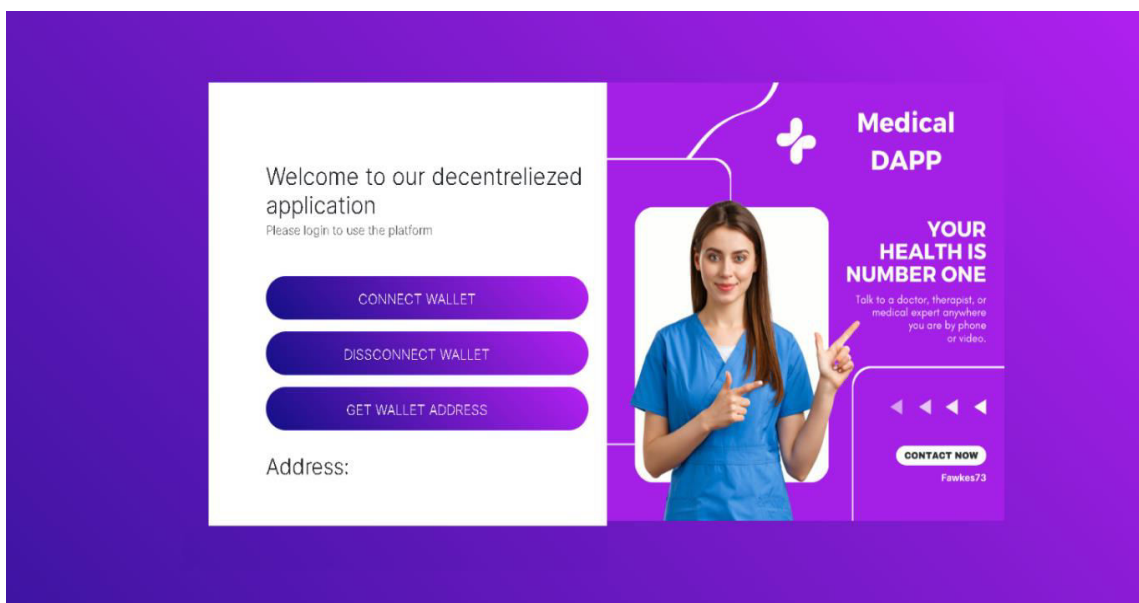 Welcome to our decentreliezed
application
Please login to use the platform
CONNECT WALLET
DISSCONNECT WALLET
GET WALLET ADDRESS
Address:
Medical
DAPP
YOUR
HEALTH IS
NUMBER ONE
Talk to a doctor, therapist, or
medical expert anywhere
you are by phone
or video.
CONTACT NOW
Fawkes73